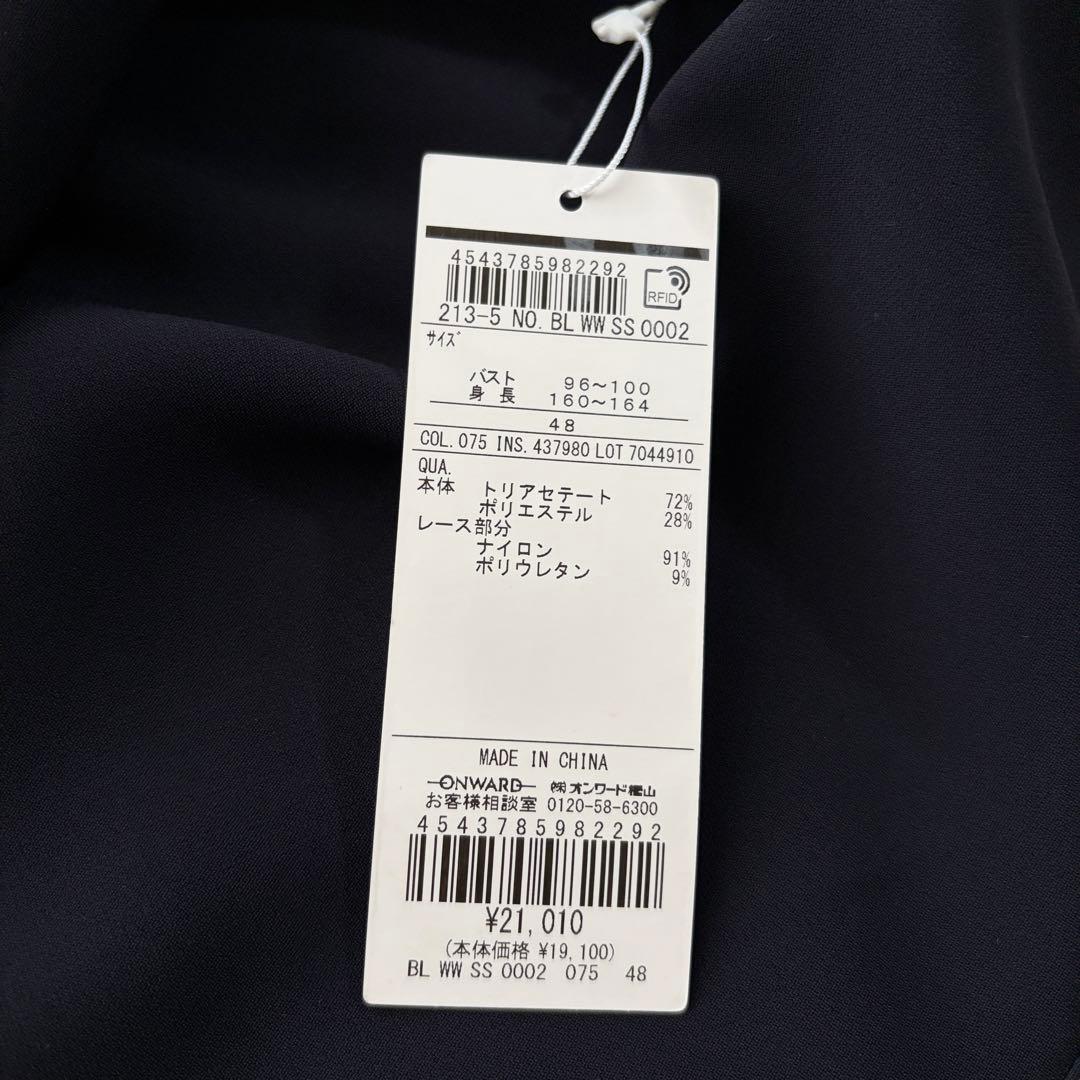 4543785982292
RFID
213-5 NO. BL WW SS 0002
サイズ
バスト 96～100
身長 160～164
48
COL. 075 INS. 437980 LOT 7044910
QUA.
本体 トリアセテート 72%
ポリエステル 28%
レース部分
ナイロン 91%
ポリウレタン 9%
MADE IN CHINA
ONWARD ㈱オンワード樫山
お客様相談室 0120-58-6300
4543785982292
¥21,010
(本体価格 ¥19,100)
BL WW SS 0002 075 48